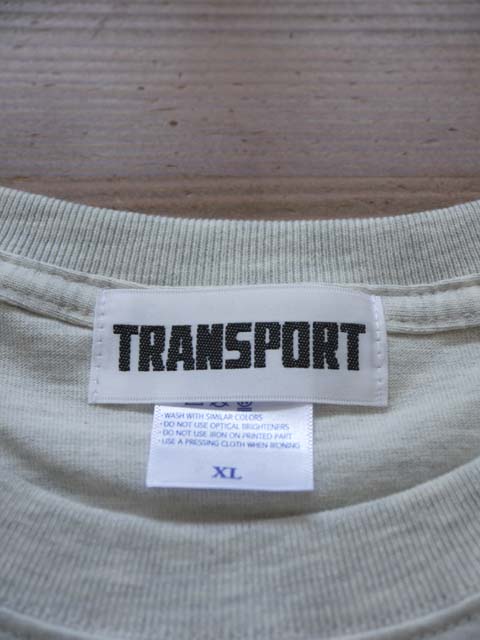 TRANSPORT
· WASH WITH SIMILAR COLORS
· DO NOT USE OPTICAL BRIGHTENERS
· DO NOT USE IRON ON PRINTED PART
· USE A PRESSING CLOTH WHEN IRONING
XL